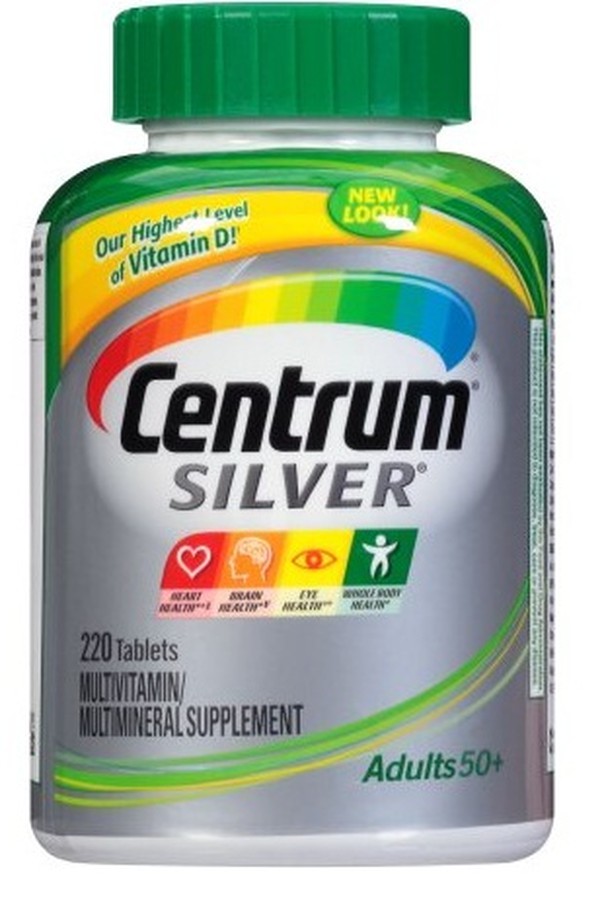 NEW
LOOK!
Our Highest Level
of Vitamin D!
Centrum®
SILVER®
HEART
HEALTH
BRAIN
HEALTH
EYE
HEALTH
WHOLE BODY
HEALTH
220 Tablets
MULTIVITAMIN/
MULTIMINERAL SUPPLEMENT
Adults 50+